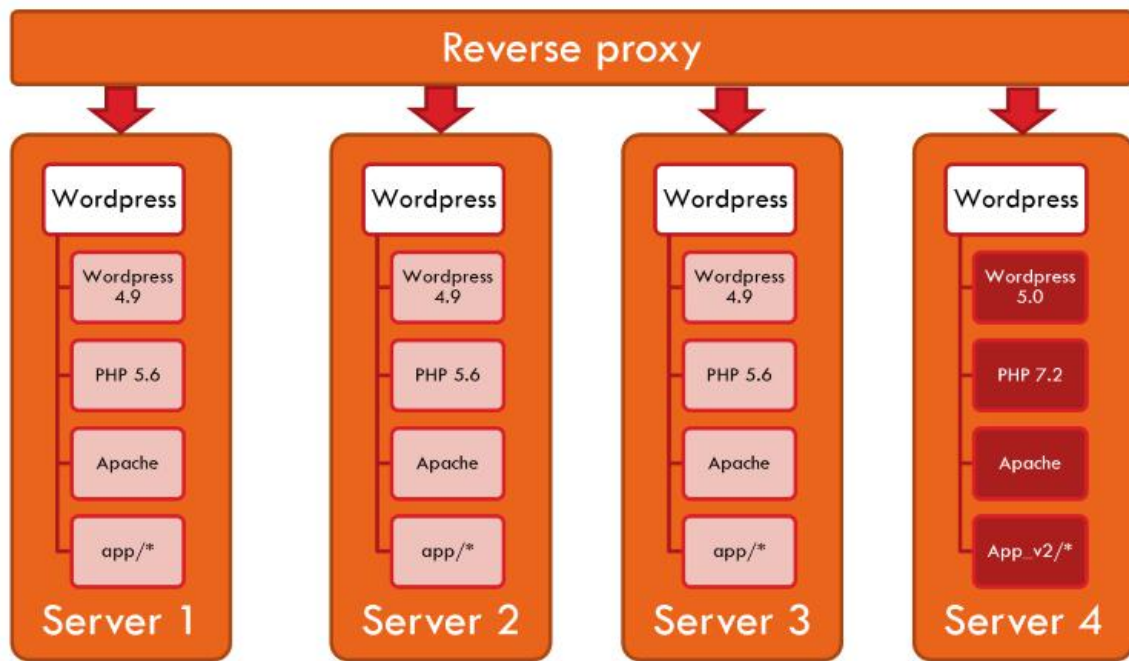 Reverse proxy
Wordpress
Wordpress
4.9
PHP 5.6
Apache
app/*
Server 1
Wordpress
Wordpress
4.9
PHP 5.6
Apache
app/*
Server 2
Wordpress
Wordpress
4.9
PHP 5.6
Apache
app/*
Server 3
Wordpress
Wordpress
5.0
PHP 7.2
Apache
App_v2/*
Server 4